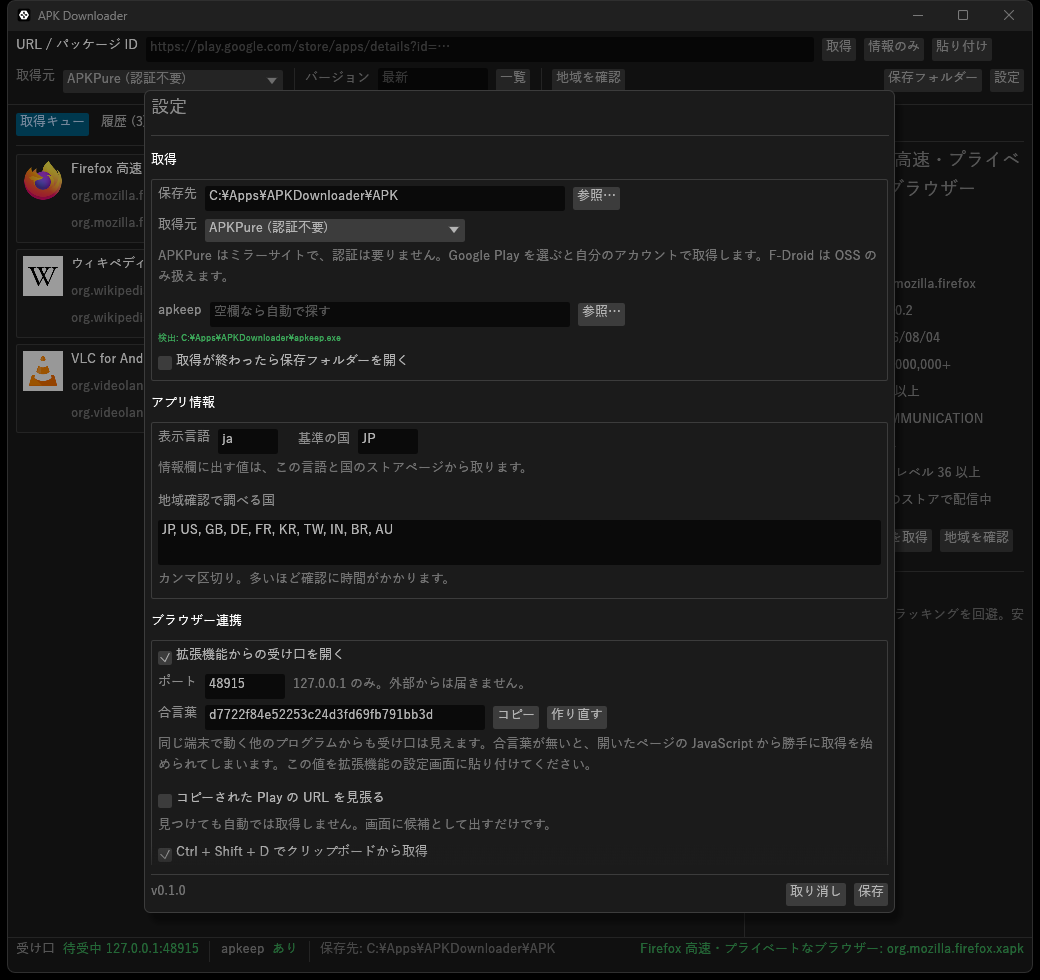 APK Downloader
URL / パッケージ ID https://play.google.com/store/apps/details?id=… 取得 情報のみ 貼り付け
取得元 APKPure (認証不要) バージョン 最新 一覧 地域を確認 保存フォルダー 設定
取得キュー 履歴 (3)
Firefox 高速
org.mozilla.f
org.mozilla.f
ウィキペディ
org.wikipedi
org.wikipedi
VLC for And
org.videolan
org.videolan
設定
取得
保存先 C:¥Apps¥APKDownloader¥APK 参照…
取得元 APKPure (認証不要)
APKPure はミラーサイトで、認証は要りません。Google Play を選ぶと自分のアカウントで取得します。F-Droid は OSS の
み扱えます。
apkeep 空欄なら自動で探す 参照…
検出: C:¥Apps¥APKDownloader¥apkeep.exe
取得が終わったら保存フォルダーを開く
アプリ情報
表示言語 ja 基準の国 JP
情報欄に出す値は、この言語と国のストアページから取ります。
地域確認で調べる国
JP, US, GB, DE, FR, KR, TW, IN, BR, AU
カンマ区切り。多いほど確認に時間がかかります。
ブラウザー連携
拡張機能からの受け口を開く
ポート 48915 127.0.0.1 のみ。外部からは届きません。
合言葉 d7722f84e52253c24d3fd69fb791bb3d コピー 作り直す
同じ端末で動く他のプログラムからも受け口は見えます。合言葉が無いと、開いたページの JavaScript から勝手に取得を始
められてしまいます。この値を拡張機能の設定画面に貼り付けてください。
コピーされた Play の URL を見張る
見つけても自動では取得しません。画面に候補として出すだけです。
Ctrl + Shift + D でクリップボードから取得
v0.1.0 取り消し 保存
高速・プライベ
ブラウザー
mozilla.firefox
0.2
/08/04
000,000+
以上
MMUNICATION
レベル 36 以上
のストアで配信中
を取得 地域を確認
ラッキングを回避。安
受け口 待受中 127.0.0.1:48915 apkeep あり 保存先: C:¥Apps¥APKDownloader¥APK Firefox 高速・プライベートなブラウザー: org.mozilla.firefox.xapk